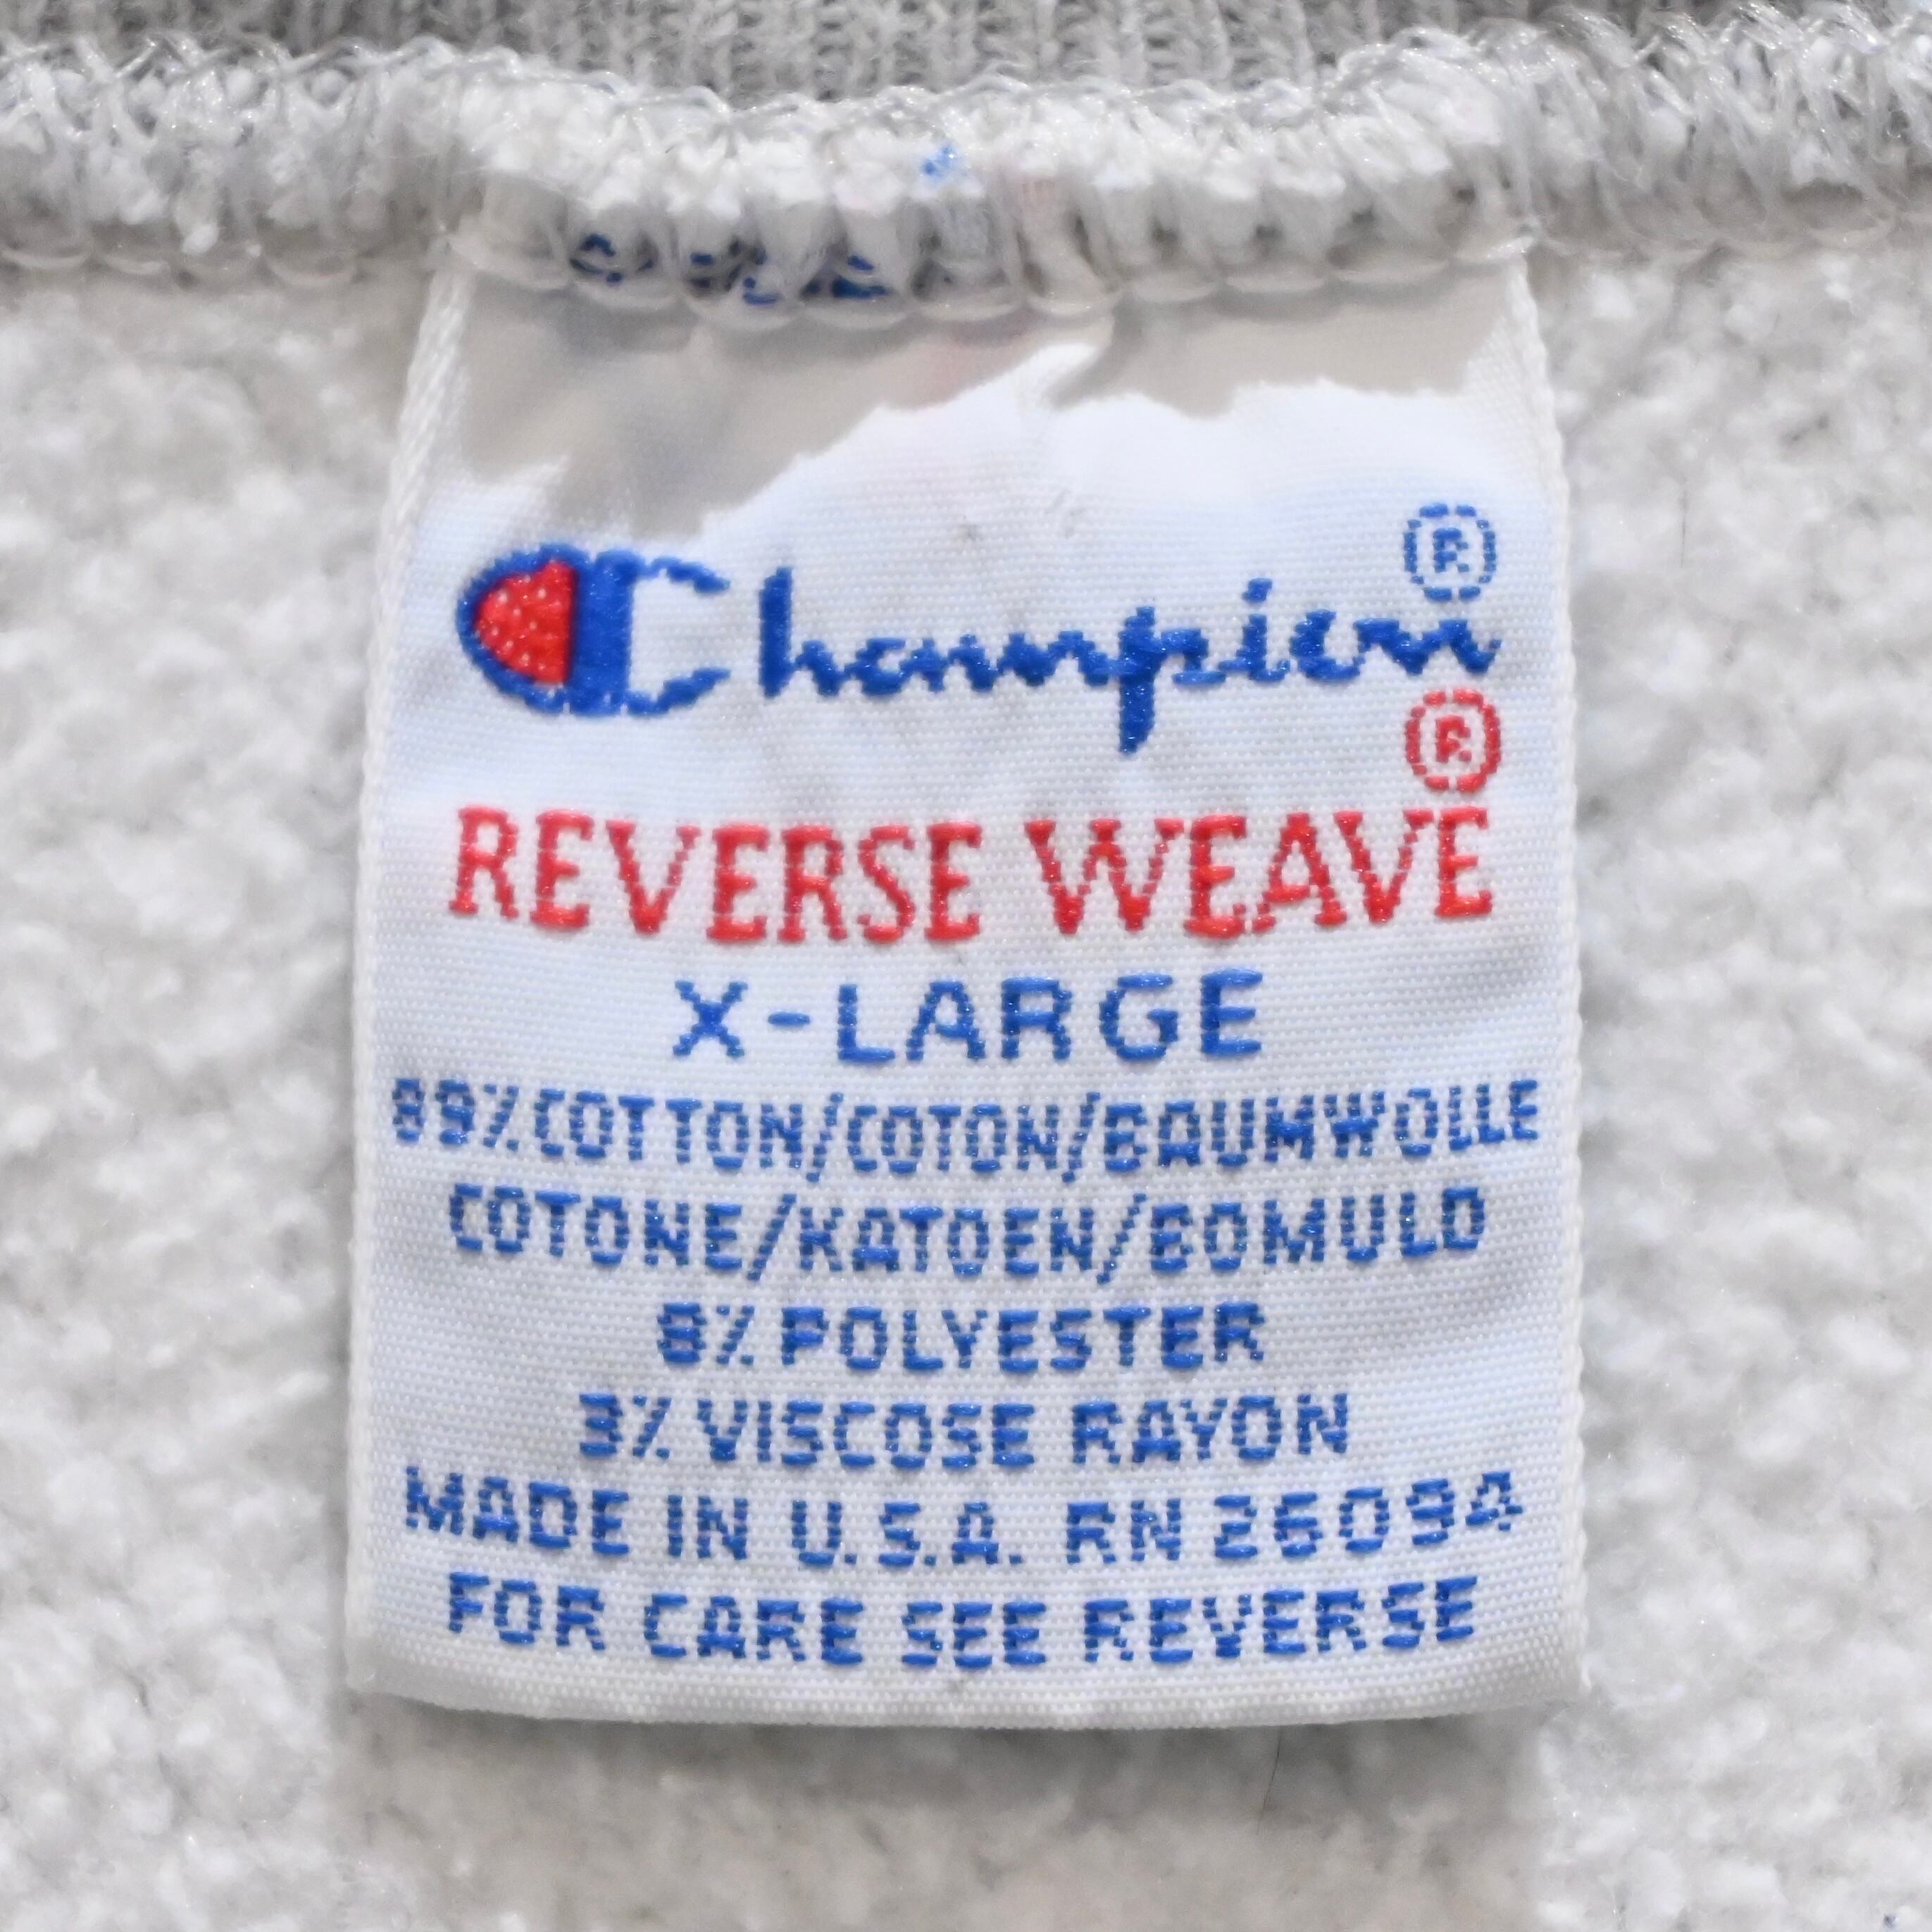 Champion®
REVERSE WEAVE®
X-LARGE
89% COTTON/COTON/BAUMWOLLE
COTONE/KATOEN/BOMULD
8% POLYESTER
3% VISCOSE RAYON
MADE IN U.S.A. RN 26094
FOR CARE SEE REVERSE